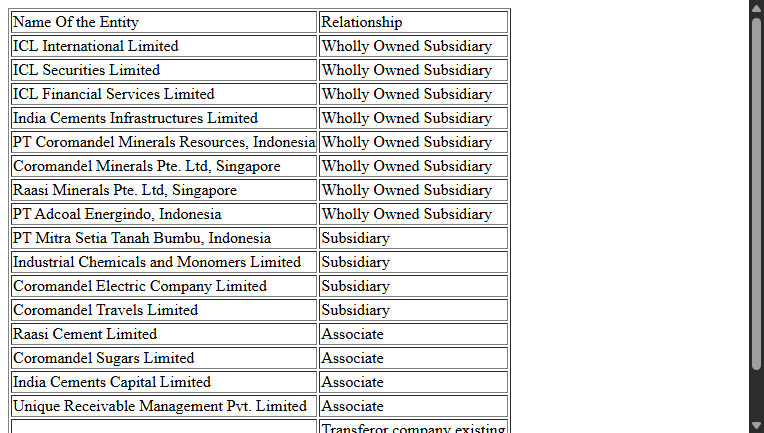 Name Of the Entity Relationship
ICL International Limited Wholly Owned Subsidiary
ICL Securities Limited Wholly Owned Subsidiary
ICL Financial Services Limited Wholly Owned Subsidiary
India Cements Infrastructures Limited Wholly Owned Subsidiary
PT Coromandel Minerals Resources, Indonesia Wholly Owned Subsidiary
Coromandel Minerals Pte. Ltd, Singapore Wholly Owned Subsidiary
Raasi Minerals Pte. Ltd, Singapore Wholly Owned Subsidiary
PT Adcoal Energindo, Indonesia Wholly Owned Subsidiary
PT Mitra Setia Tanah Bumbu, Indonesia Subsidiary
Industrial Chemicals and Monomers Limited Subsidiary
Coromandel Electric Company Limited Subsidiary
Coromandel Travels Limited Subsidiary
Raasi Cement Limited Associate
Coromandel Sugars Limited Associate
India Cements Capital Limited Associate
Unique Receivable Management Pvt. Limited Associate
Transferor company existing